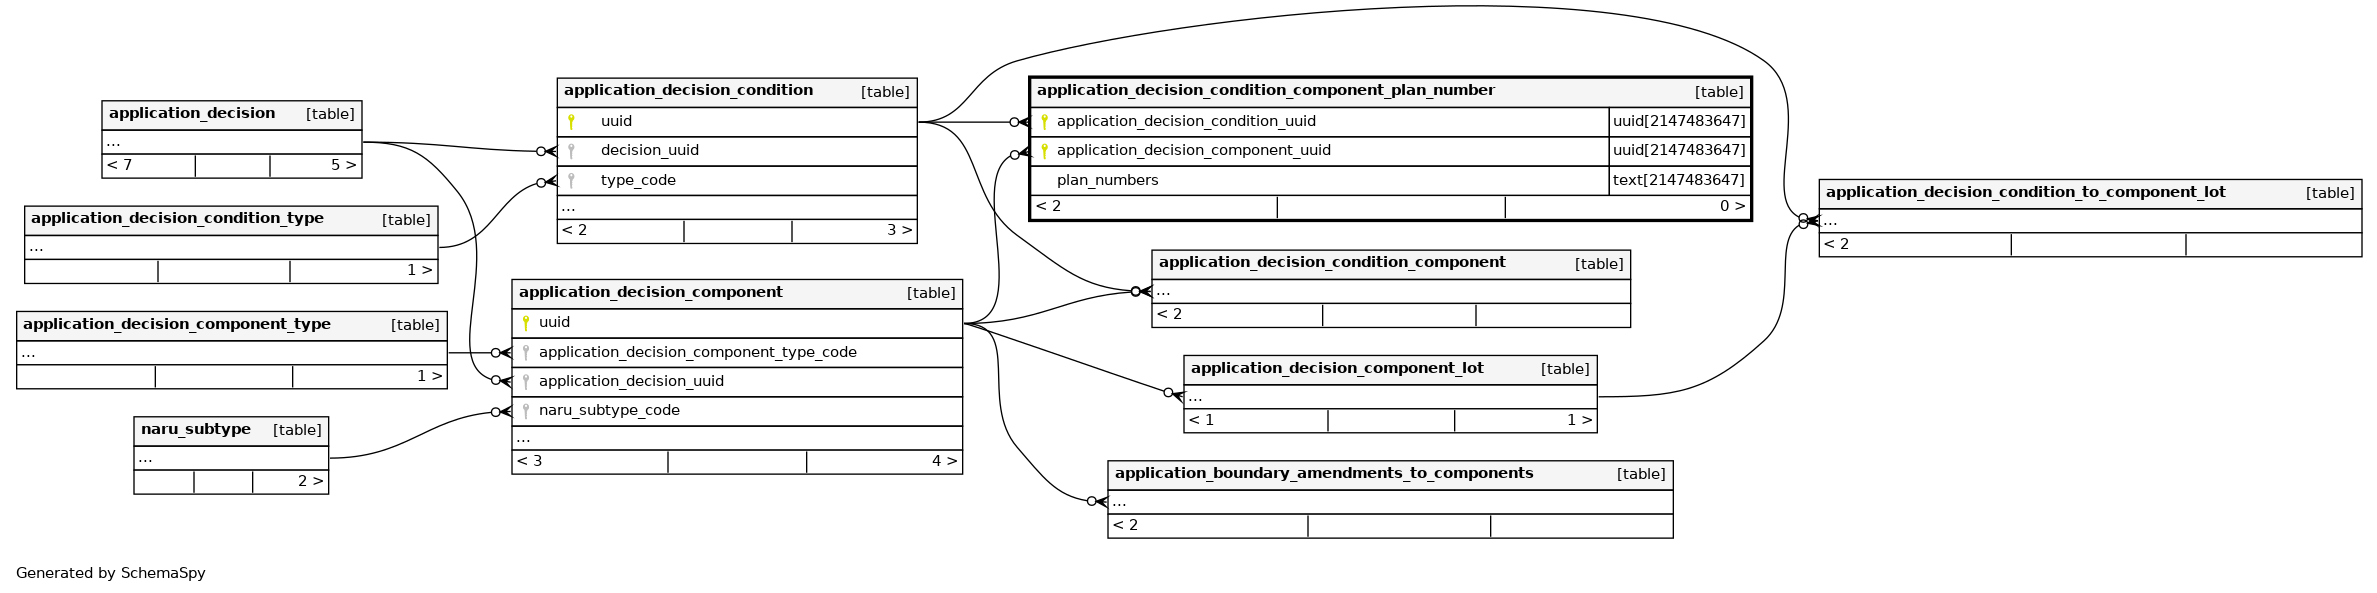 application_decision [table]
...
< 7 5 >
application_decision_condition_type [table]
...
1 >
application_decision_component_type [table]
...
1 >
naru_subtype [table]
...
2 >
application_decision_condition [table]
uuid
decision_uuid
type_code
...
< 2 3 >
application_decision_component [table]
uuid
application_decision_component_type_code
application_decision_uuid
naru_subtype_code
...
< 3 4 >
application_decision_condition_component_plan_number [table]
application_decision_condition_uuid uuid[2147483647]
application_decision_component_uuid uuid[2147483647]
plan_numbers text[2147483647]
< 2 0 >
application_decision_condition_component [table]
...
< 2
application_decision_component_lot [table]
...
< 1 1 >
application_boundary_amendments_to_components [table]
...
< 2
application_decision_condition_to_component_lot [table]
...
< 2
Generated by SchemaSpy